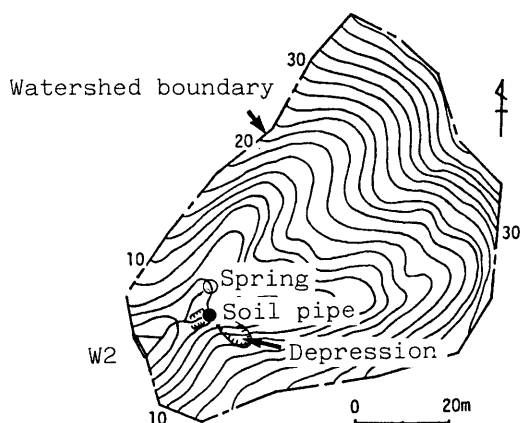 30
Watershed boundary
20
30
10
Spring
Soil pipe
W2
Depression
10
0 20m